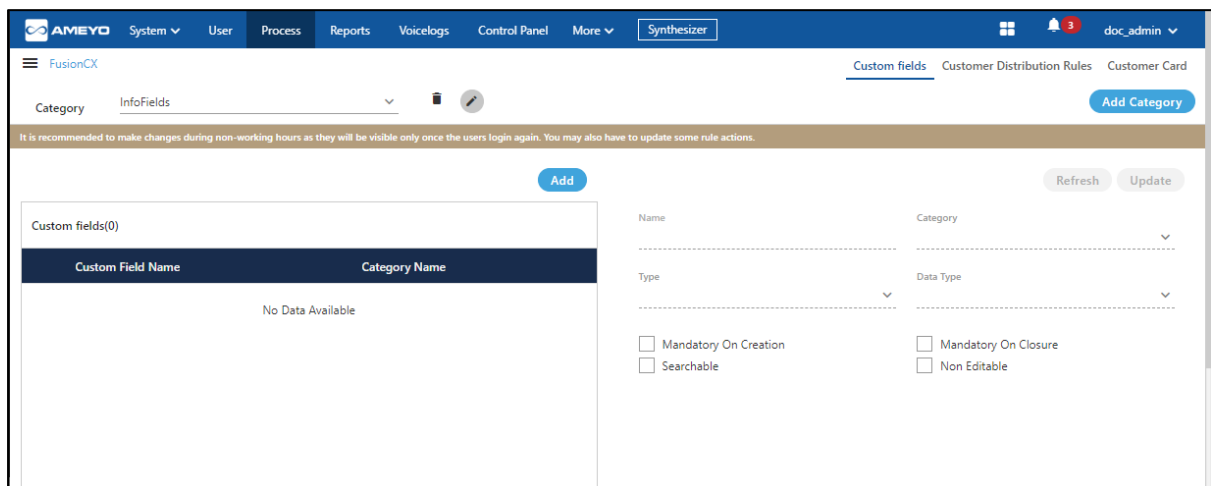 AMEYO System User Process Reports Voicelogs Control Panel More Synthesizer 3 doc_admin
FusionCX Custom fields Customer Distribution Rules Customer Card
Category InfoFields Add Category
It is recommended to make changes during non-working hours as they will be visible only once the users login again. You may also have to update some rule actions.
Add Refresh Update
Custom fields(0)
Name Category
Custom Field Name Category Name
Type Data Type
No Data Available
Mandatory On Creation Mandatory On Closure
Searchable Non Editable